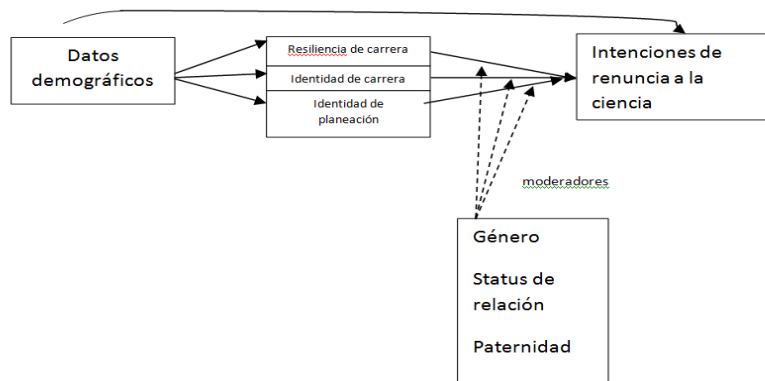 Datos
demográficos
Resiliencia de carrera
Identidad de carrera
Identidad de
planeación
Intenciones de
renuncia a la
ciencia
moderadores
Género
Status de
relación
Paternidad